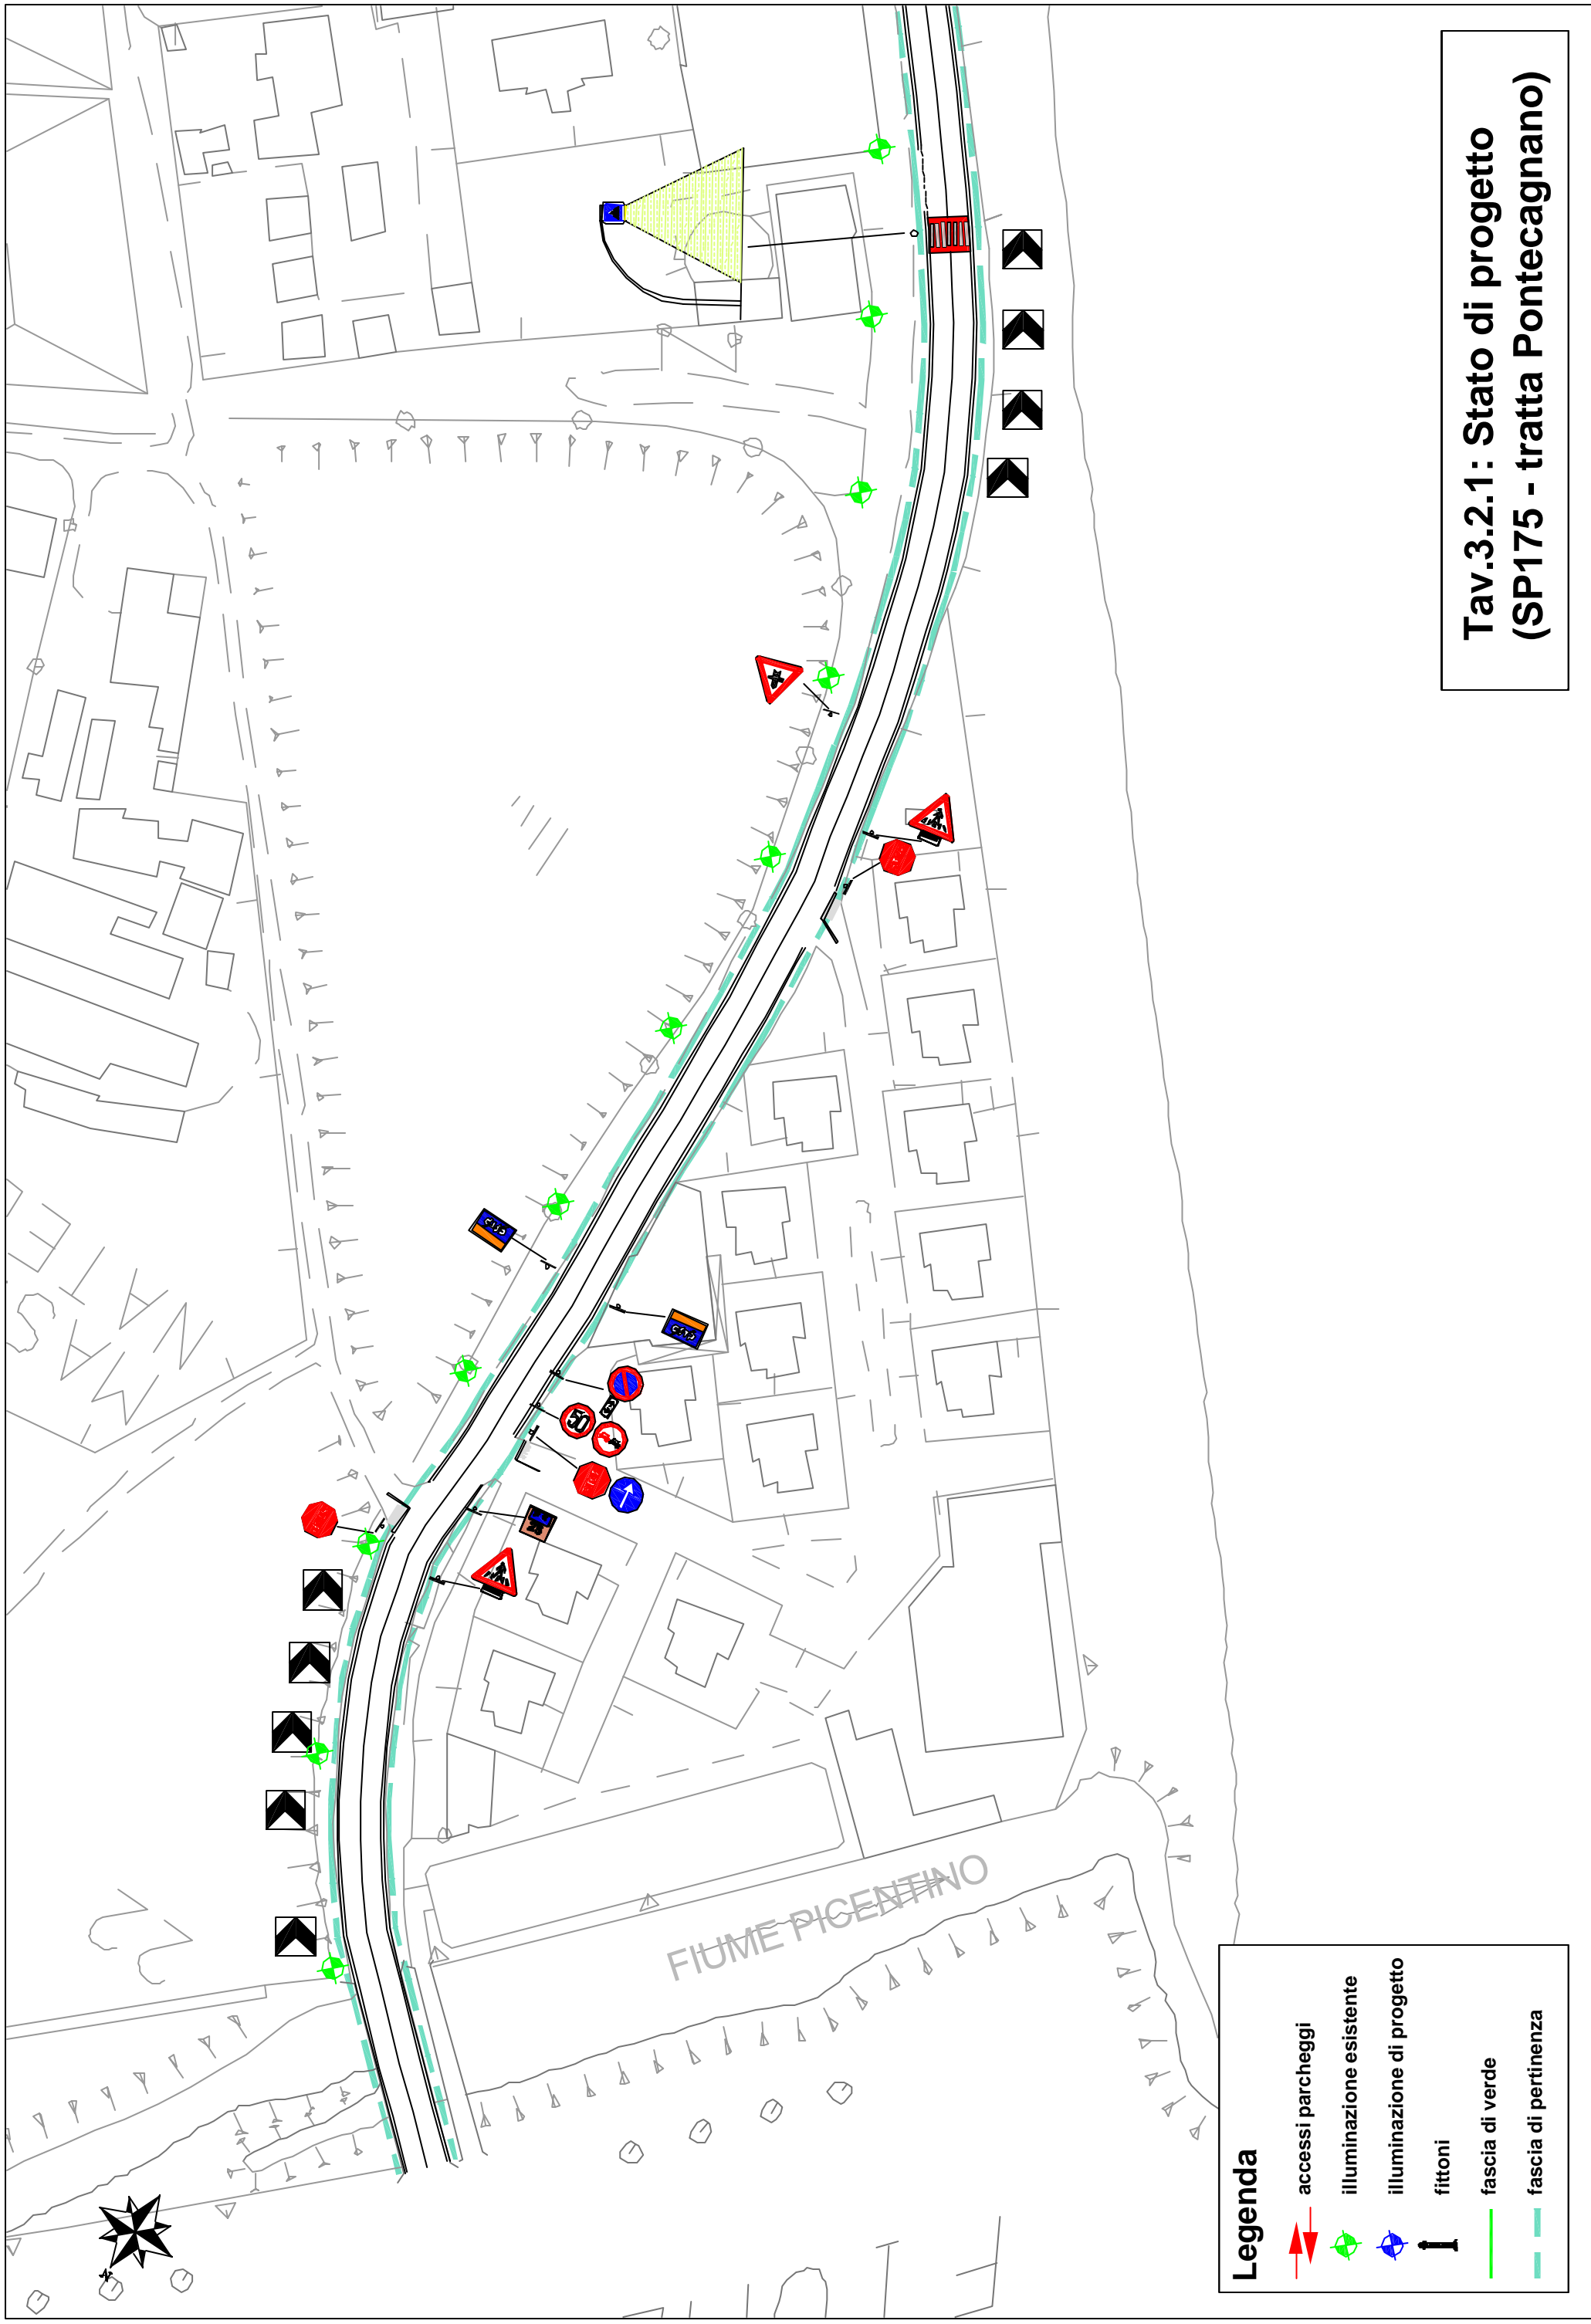 Tav.3.2.1: Stato di progetto
(SP175 - tratta Pontecagnano)
50
FIUME PICENTINO
N
Legenda
accessi parcheggi
illuminazione esistente
illuminazione di progetto
fittoni
fascia di verde
fascia di pertinenza